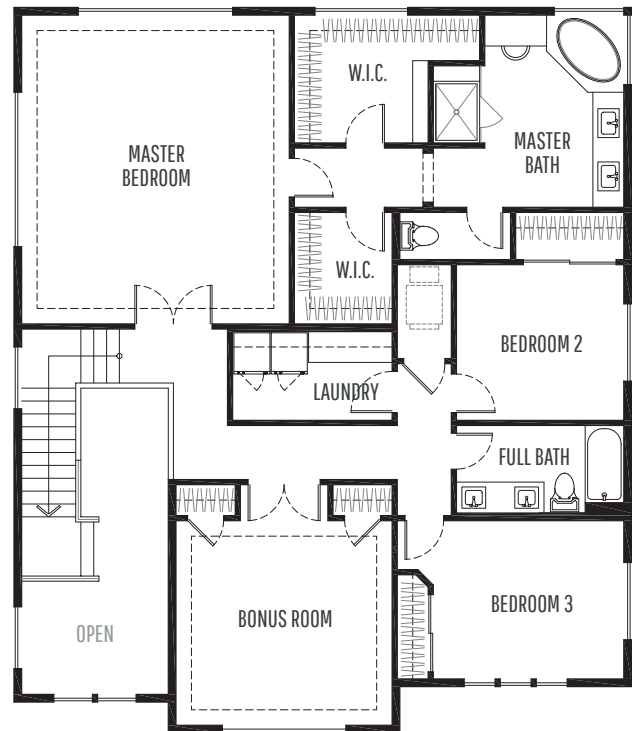 W.I.C.
MASTER
BEDROOM
MASTER
BATH
W.I.C.
BEDROOM 2
LAUNDRY
FULL BATH
BEDROOM 3
BONUS ROOM
OPEN